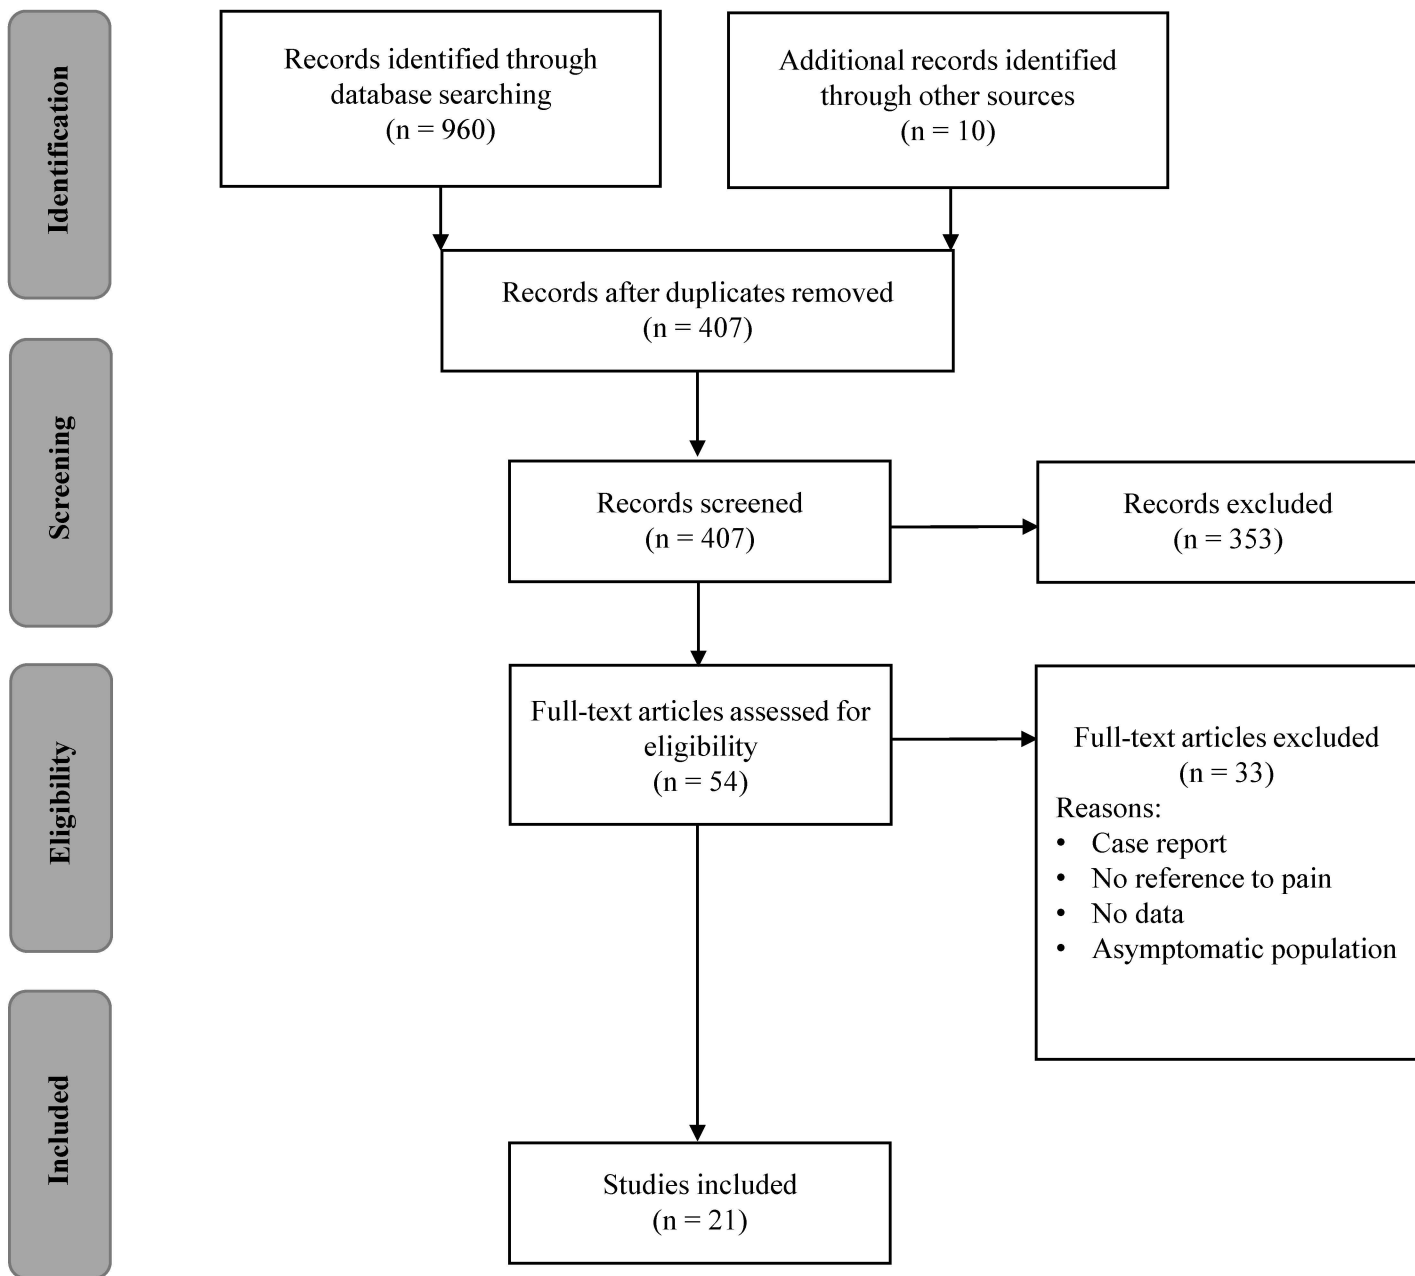 Identification
Records identified through
database searching
(n = 960)
Additional records identified
through other sources
(n = 10)
Records after duplicates removed
(n = 407)
Screening
Records screened
(n = 407)
Records excluded
(n = 353)
Eligibility
Full-text articles assessed for
eligibility
(n = 54)
Full-text articles excluded
(n = 33)
Reasons:
• Case report
• No reference to pain
• No data
• Asymptomatic population
Included
Studies included
(n = 21)